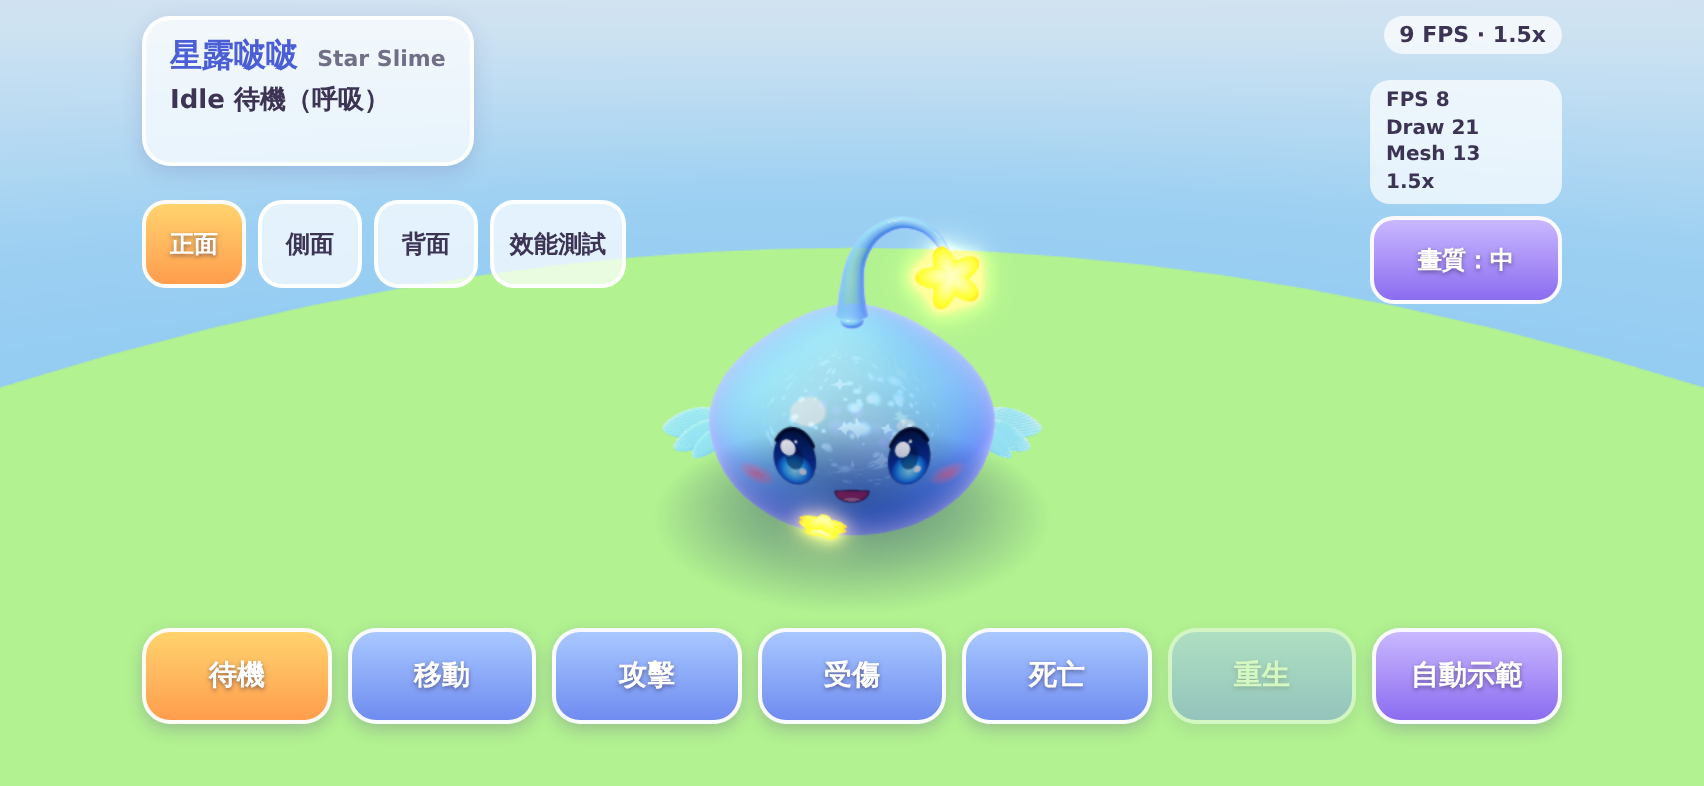 星露啵啵 Star Slime
Idle 待機（呼吸）
9 FPS · 1.5x
FPS 8
Draw 21
Mesh 13
1.5x
正面 側面 背面 效能測試
畫質：中
待機 移動 攻擊 受傷 死亡 重生 自動示範